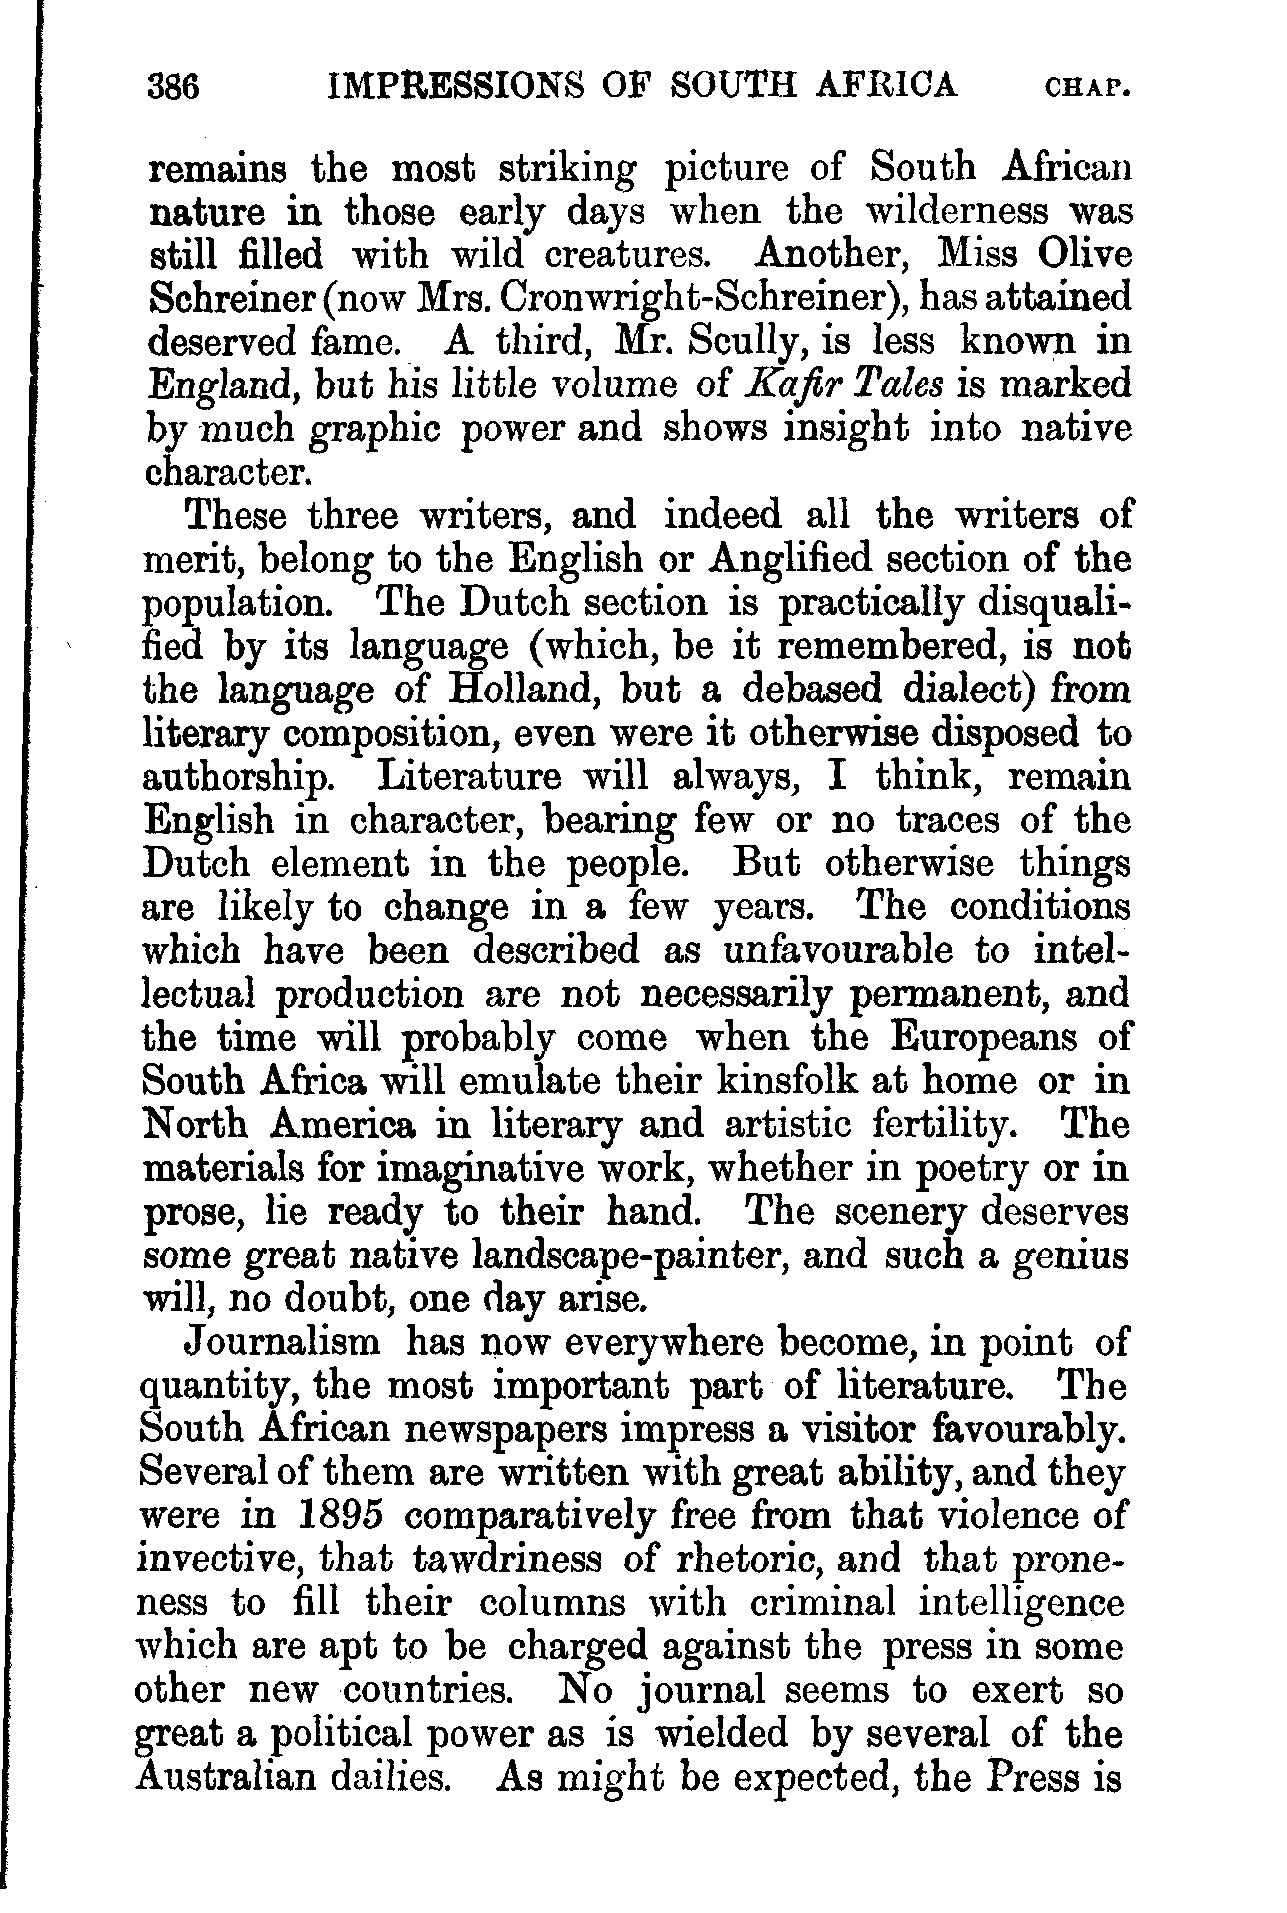 386 IMPRESSIONS OF SOUTH AFRICA CHAP.
remains the most striking picture of South African
nature in those early days when the wilderness was
still filled with wild creatures. Another, Miss Olive
Schreiner (now Mrs. Cronwright-Schreiner), has attained
deserved fame. A third, Mr. Scully, is less known in
England, but his little volume of Kafir Tales is marked
by much graphic power and shows insight into native
character.
These three writers, and indeed all the writers of
merit, belong to the English or Anglified section of the
population. The Dutch section is practically disquali-
fied by its language (which, be it remembered, is not
the language of Holland, but a debased dialect) from
literary composition, even were it otherwise disposed to
authorship. Literature will always, I think, remain
English in character, bearing few or no traces of the
Dutch element in the people. But otherwise things
are likely to change in a few years. The conditions
which have been described as unfavourable to intel-
lectual production are not necessarily permanent, and
the time will probably come when the Europeans of
South Africa will emulate their kinsfolk at home or in
North America in literary and artistic fertility. The
materials for imaginative work, whether in poetry or in
prose, lie ready to their hand. The scenery deserves
some great native landscape-painter, and such a genius
will, no doubt, one day arise.
Journalism has now everywhere become, in point of
quantity, the most important part of literature. The
South African newspapers impress a visitor favourably.
Several of them are written with great ability, and they
were in 1895 comparatively free from that violence of
invective, that tawdriness of rhetoric, and that prone-
ness to fill their columns with criminal intelligence
which are apt to be charged against the press in some
other new countries. No journal seems to exert so
great a political power as is wielded by several of the
Australian dailies. As might be expected, the Press is